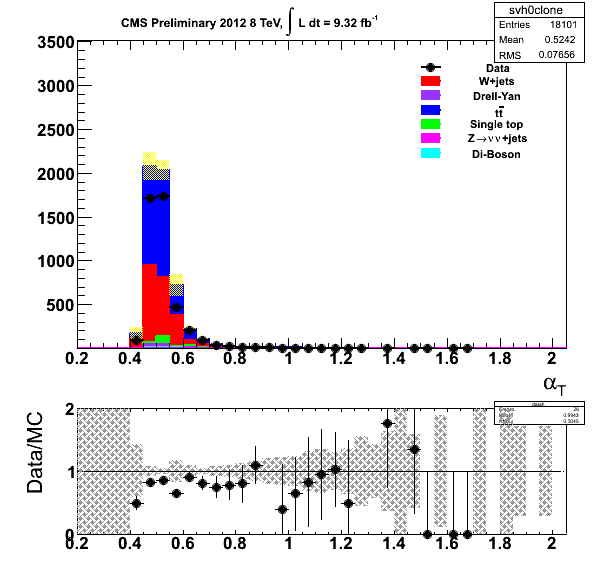 CMS Preliminary 2012 8 TeV, ∫ L dt = 9.32 fb⁻¹
svh0clone
Entries 18101
Mean 0.5242
RMS 0.07656
Data
W+jets
Drell-Yan
tt̄
Single top
Z→νν+jets
Di-Boson
3500
3000
2500
2000
1500
1000
500
0.2 0.4 0.6 0.8 1 1.2 1.4 1.6 1.8 2
αT
Data/MC
2
1
0
0.2 0.4 0.6 0.8 1 1.2 1.4 1.6 1.8 2